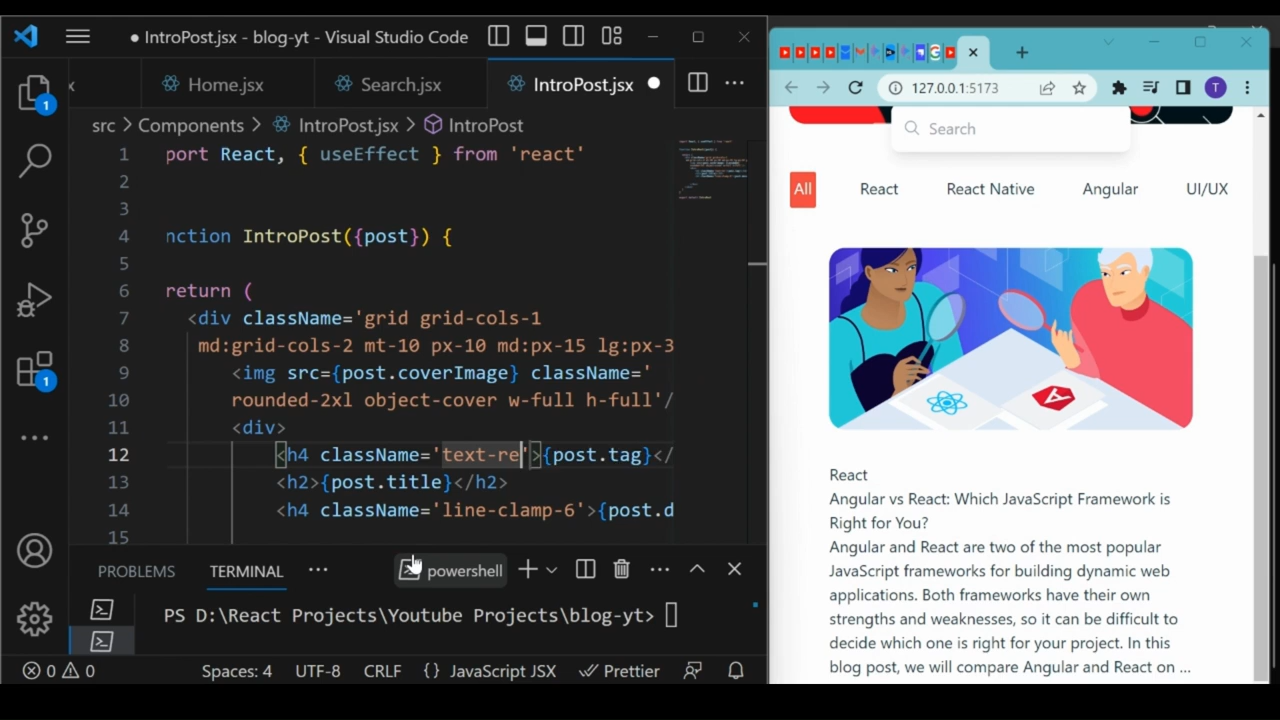 ● IntroPost.jsx - blog-yt - Visual Studio Code
x
Home.jsx
Search.jsx
IntroPost.jsx
src > Components > IntroPost.jsx > IntroPost
1 port React, { useEffect } from 'react'
2
3
4 nction IntroPost({post}) {
5
6 return (
7 <div className='grid grid-cols-1
8 md:grid-cols-2 mt-10 px-10 md:px-15 lg:px-3
9 <img src={post.coverImage} className='
10 rounded-2xl object-cover w-full h-full'/
11 <div>
12 <h4 className='text-re'>{post.tag}</
13 <h2>{post.title}</h2>
14 <h4 className='line-clamp-6'>{post.d
15
1
1
PROBLEMS TERMINAL ... powershell
PS D:\React Projects\Youtube Projects\blog-yt>
0 0 Spaces: 4 UTF-8 CRLF {} JavaScript JSX Prettier
127.0.0.1:5173
T
Search
All React React Native Angular UI/UX
React
Angular vs React: Which JavaScript Framework is
Right for You?
Angular and React are two of the most popular
JavaScript frameworks for building dynamic web
applications. Both frameworks have their own
strengths and weaknesses, so it can be difficult to
decide which one is right for your project. In this
blog post, we will compare Angular and React on ...